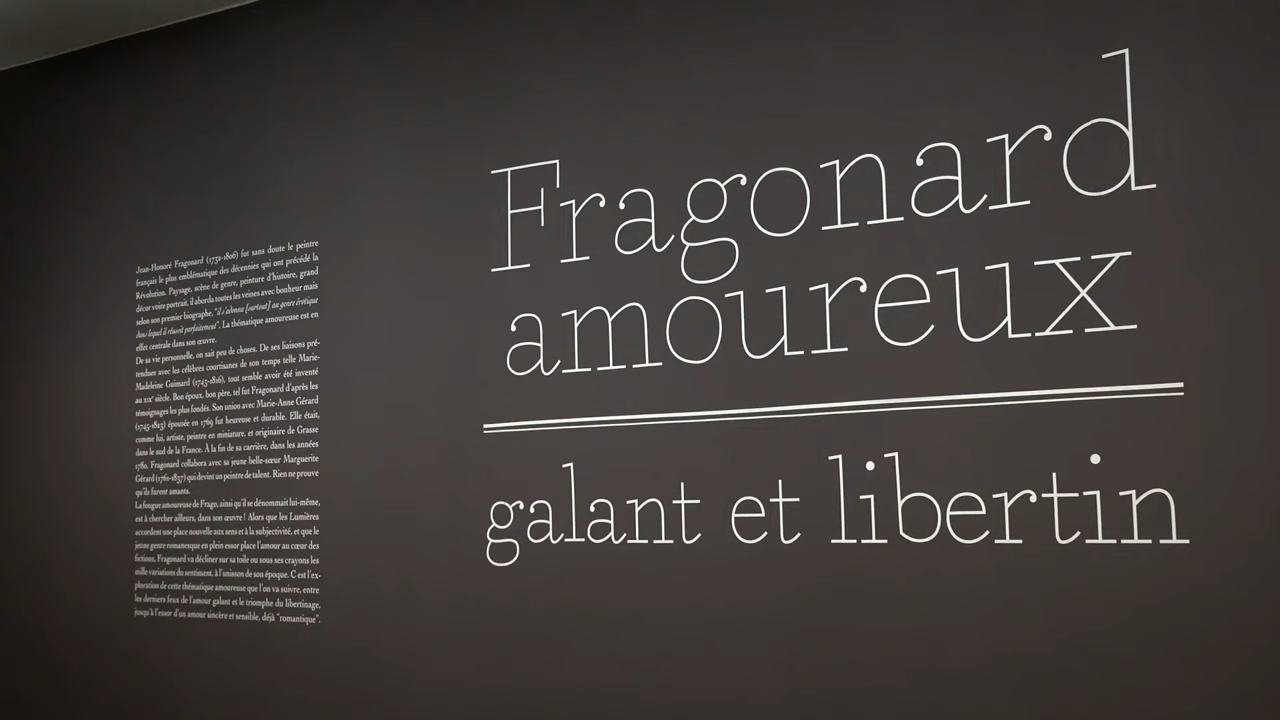 Jean-Honoré Fragonard (1732-1806) fut sans doute le peintre
français le plus emblématique des décennies qui ont précédé la
Révolution. Paysage, scène de genre, peinture d'histoire, grand
décor voire portrait, il aborda toutes les veines avec bonheur mais
selon son premier biographe, "il s'adonna [surtout] au genre érotique
dans lequel il réussit parfaitement". La thématique amoureuse est en
effet centrale dans son œuvre.
De sa vie personnelle, on sait peu de choses. De ses liaisons pré-
tendues avec les célèbres courtisanes de son temps telle Marie-
Madeleine Guimard (1743-1816), tout semble avoir été inventé
au XIXe siècle. Bon époux, bon père, tel fut Fragonard d'après les
témoignages les plus fondés. Son union avec Marie-Anne Gérard
(1745-1823) épousée en 1769 fut heureuse et durable. Elle était,
comme lui, artiste, peintre en miniature, et originaire de Grasse
dans le sud de la France. À la fin de sa carrière, dans les années
1780, Fragonard collabora avec sa jeune belle-sœur Marguerite
Gérard (1761-1837) qui devint un peintre de talent. Rien ne prouve
qu'ils furent amants.
La fougue amoureuse de Frago, ainsi qu'il se dénommait lui-même,
est à chercher ailleurs, dans son œuvre ! Alors que les Lumières
accordent une place nouvelle aux sens et à la subjectivité, et que le
jeune genre romanesque en plein essor place l'amour au cœur des
fictions, Fragonard va décliner sur sa toile ou sous ses crayons les
mille variations du sentiment, à l'unisson de son époque. C'est l'ex-
ploration de cette thématique amoureuse que l'on va suivre, entre
les derniers feux de l'amour galant et le triomphe du libertinage,
jusqu'à l'essor d'un amour sincère et sensible, déjà "romantique".
Fragonard
amoureux
galant et libertin